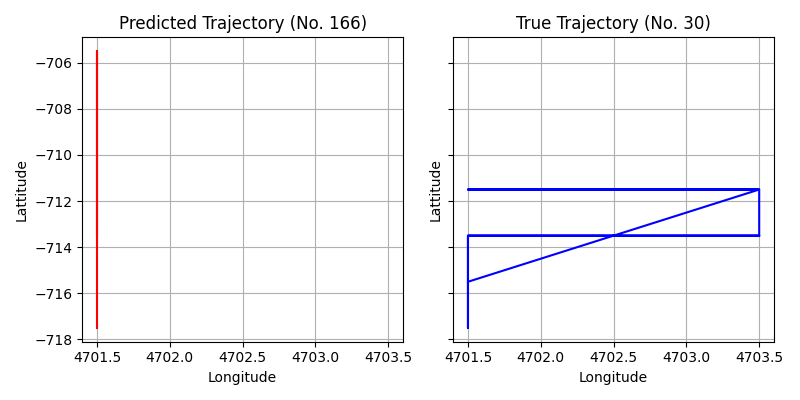 Predicted Trajectory (No. 166)
True Trajectory (No. 30)
−706
−708
−710
−712
−714
−716
−718
Lattitude
Lattitude
4701.5 4702.0 4702.5 4703.0 4703.5
4701.5 4702.0 4702.5 4703.0 4703.5
Longitude
Longitude